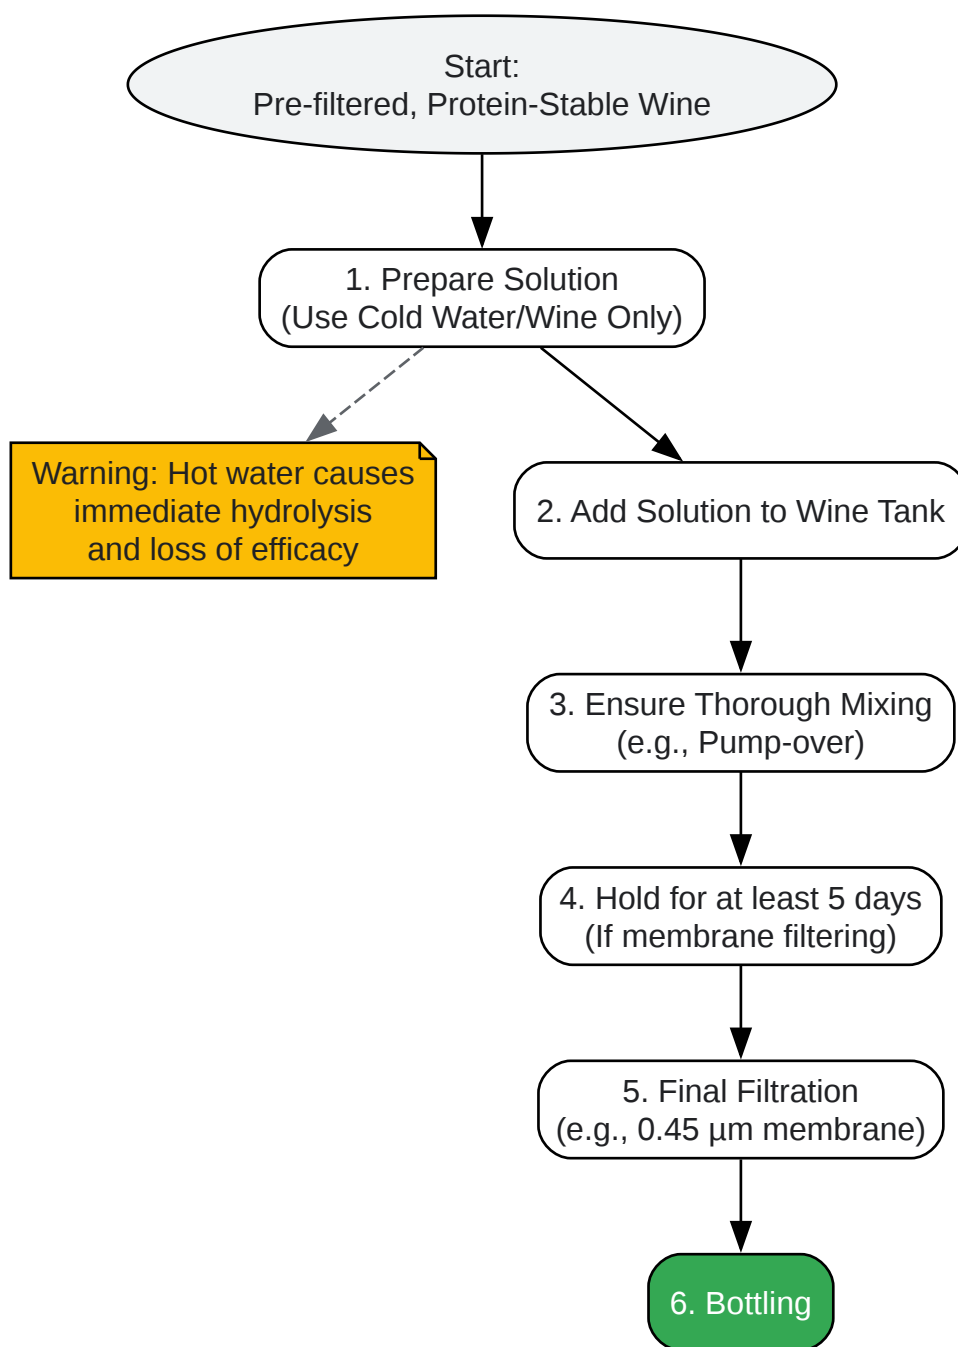 Start:
Pre-filtered, Protein-Stable Wine
1. Prepare Solution
(Use Cold Water/Wine Only)
Warning: Hot water causes
immediate hydrolysis
and loss of efficacy
2. Add Solution to Wine Tank
3. Ensure Thorough Mixing
(e.g., Pump-over)
4. Hold for at least 5 days
(If membrane filtering)
5. Final Filtration
(e.g., 0.45 µm membrane)
6. Bottling